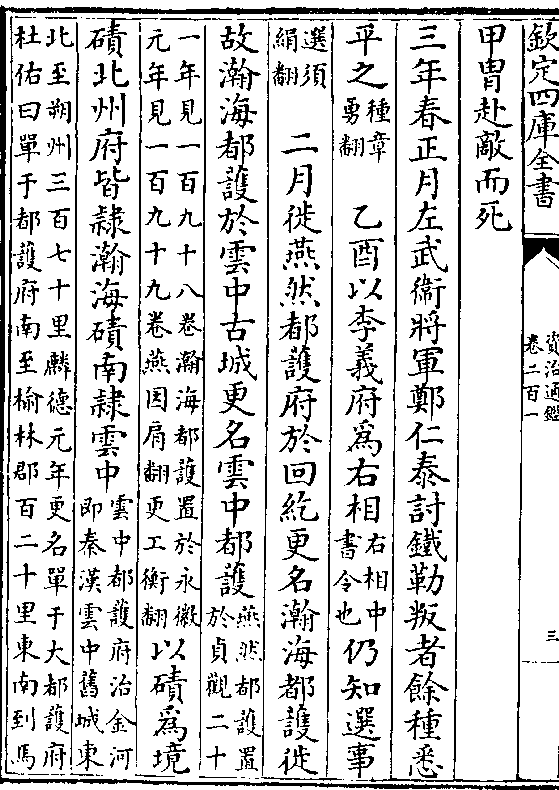 欽定四庫全書
資治通鑑
卷二百一
三
甲冑赴敵而死
三年春正月左武衞將軍鄭仁泰討鐵勒叛者餘種悉
平之種章勇翻 乙酉以李義府爲右相右相中書令也仍知選事
選須絹翻 二月徙燕然都護府於回紇更名瀚海都護徙
故瀚海都護於雲中古城更名雲中都護燕然都護置於貞觀二十
一年見一百九十八卷瀚海都護置於永徽元年見一百九十九卷燕因肩翻更工衡翻以磧爲境
磧北州府皆隸瀚海磧南隸雲中雲中都護府治金河即秦漢雲中舊城東
北至朔州三百七十里麟德元年更名單于大都護府
杜佑曰單于都護府南至榆林郡百二十里東南到馬